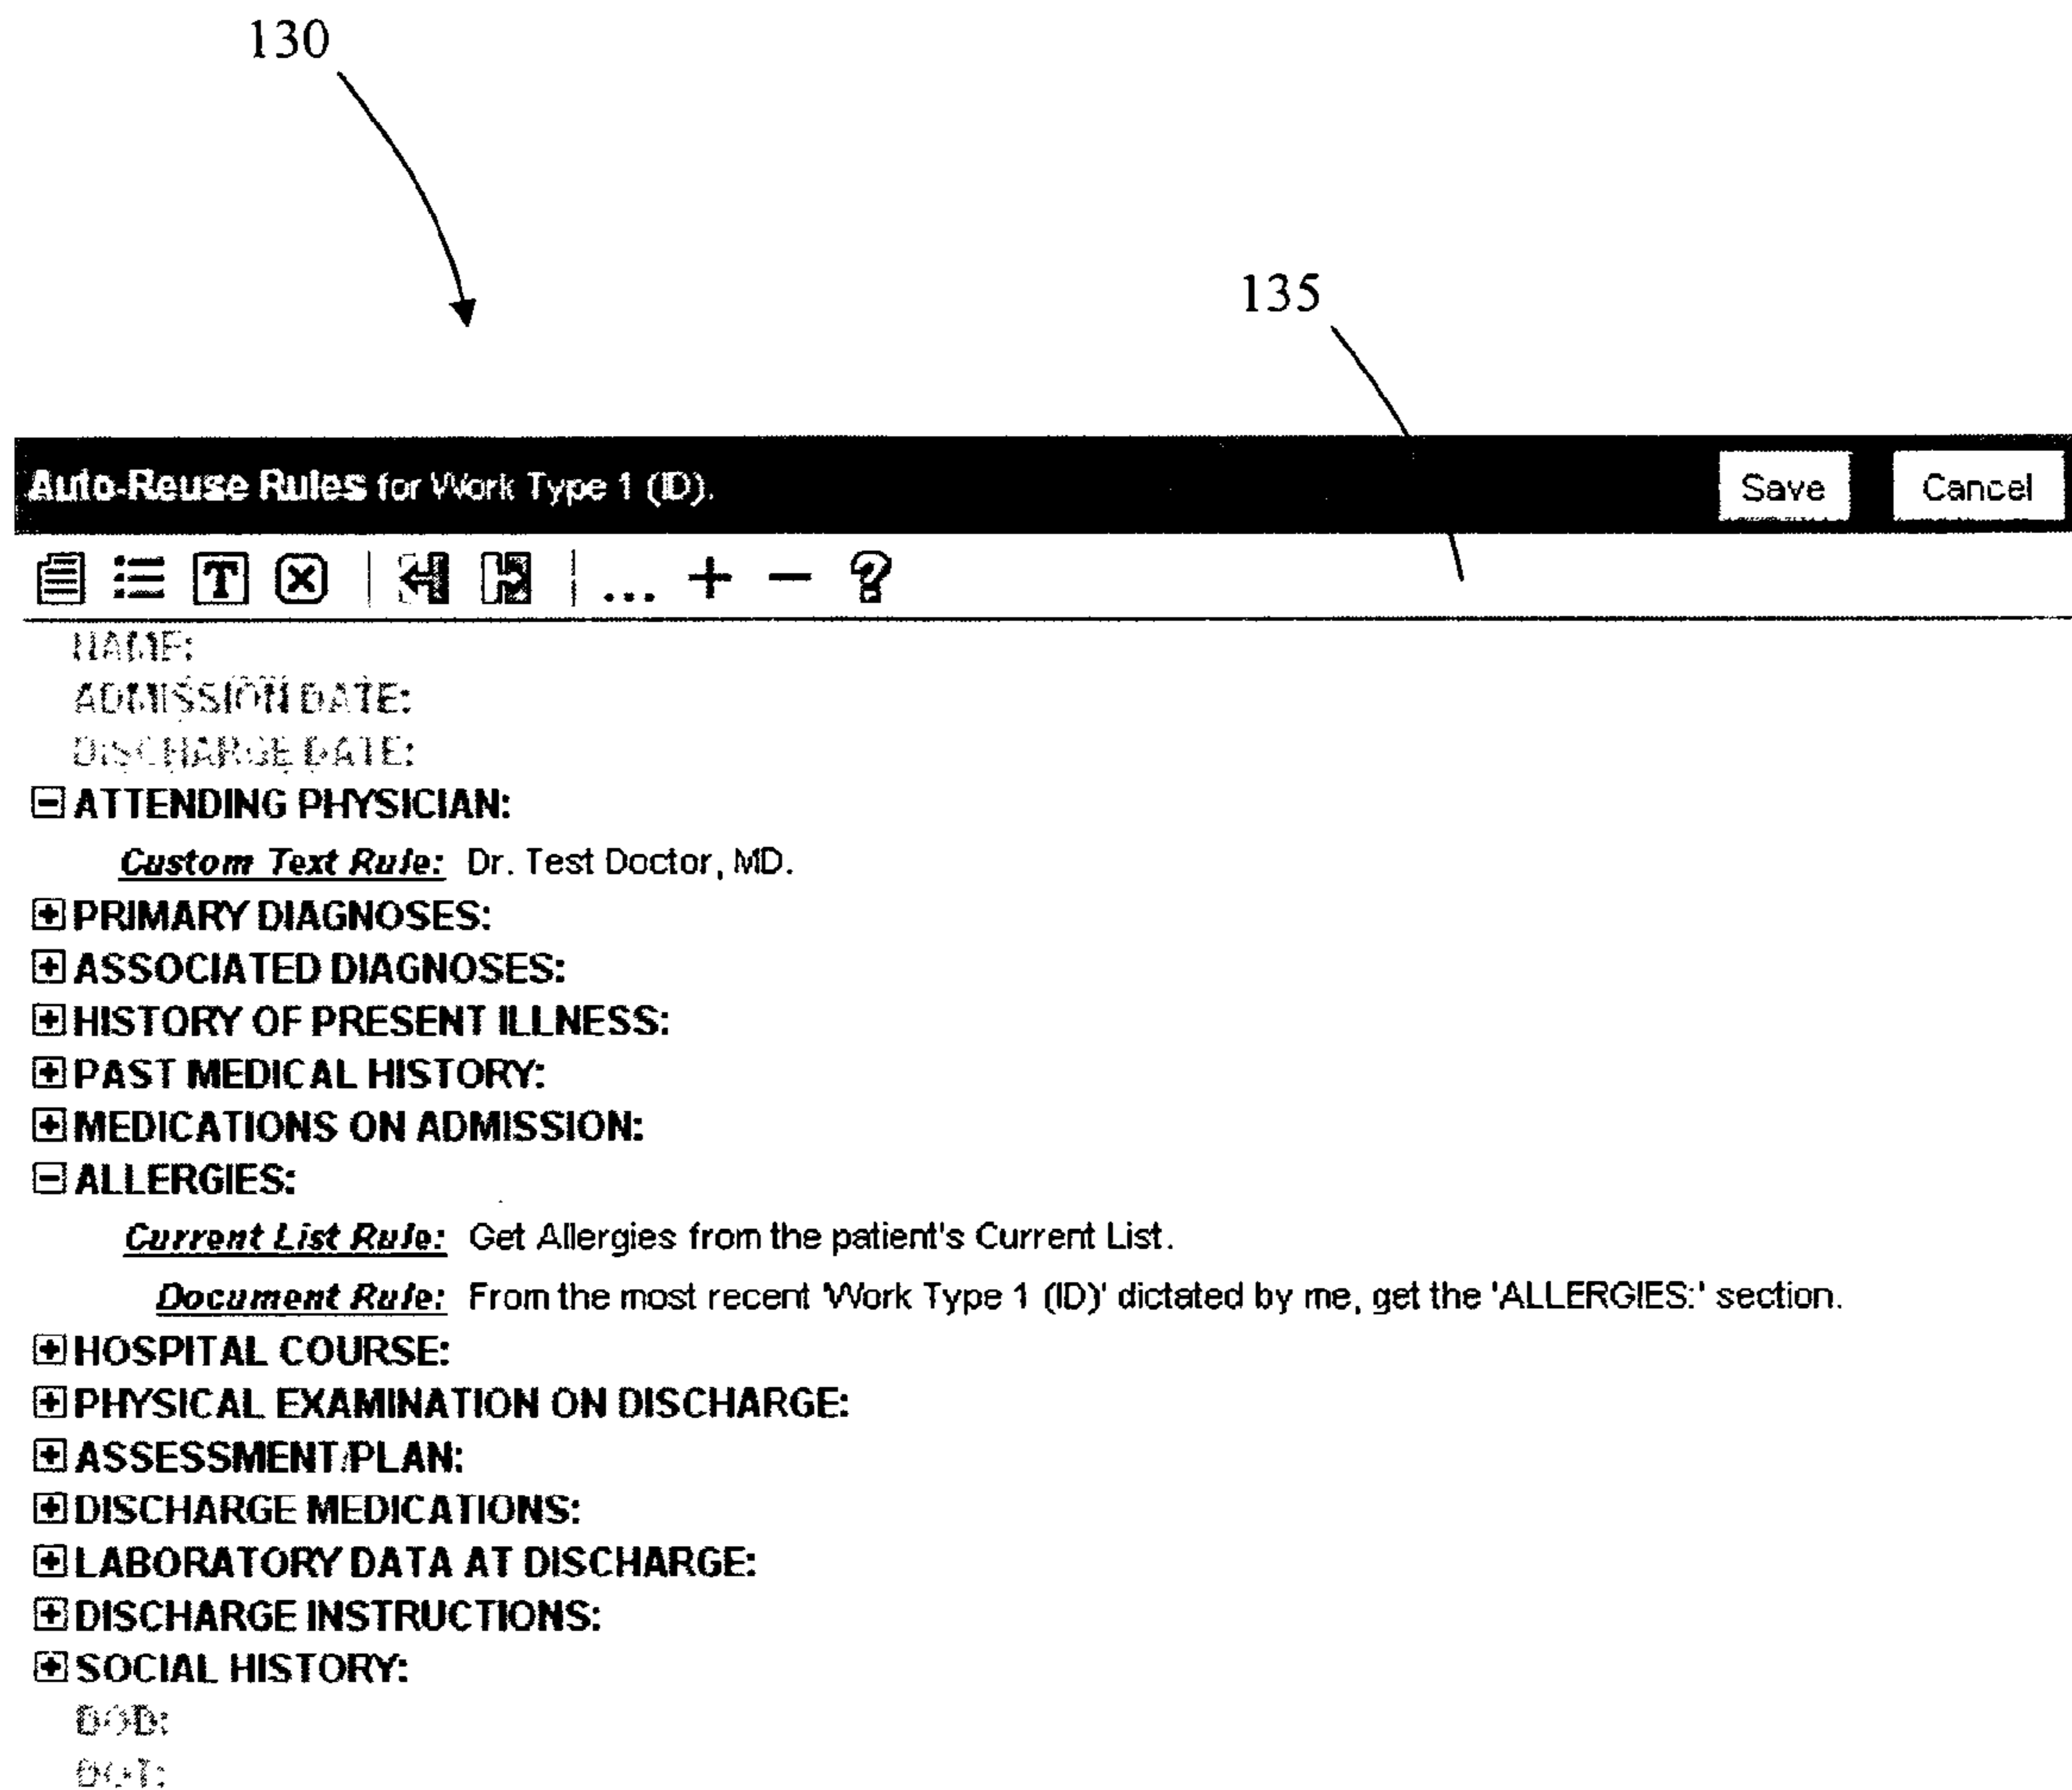 130
135
Auto-Reuse Rules for Work Type 1 (ID).
Save Cancel
... + − ?
NAME:
ADMISSION DATE:
DISCHARGE DATE:
ATTENDING PHYSICIAN:
Custom Text Rule: Dr. Test Doctor, MD.
PRIMARY DIAGNOSES:
ASSOCIATED DIAGNOSES:
HISTORY OF PRESENT ILLNESS:
PAST MEDICAL HISTORY:
MEDICATIONS ON ADMISSION:
ALLERGIES:
Current List Rule: Get Allergies from the patient's Current List.
Document Rule: From the most recent 'Work Type 1 (ID)' dictated by me, get the 'ALLERGIES:' section.
HOSPITAL COURSE:
PHYSICAL EXAMINATION ON DISCHARGE:
ASSESSMENT/PLAN:
DISCHARGE MEDICATIONS:
LABORATORY DATA AT DISCHARGE:
DISCHARGE INSTRUCTIONS:
SOCIAL HISTORY:
DOD:
DOT: